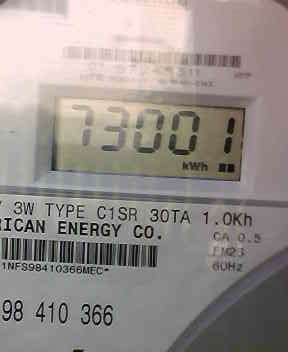 73001
kWh
3W TYPE C1SR 30TA 1.0Kh
RICAN ENERGY CO.
CA 0.5
FM23
60Hz
1NFS98410366MEC*
98 410 366